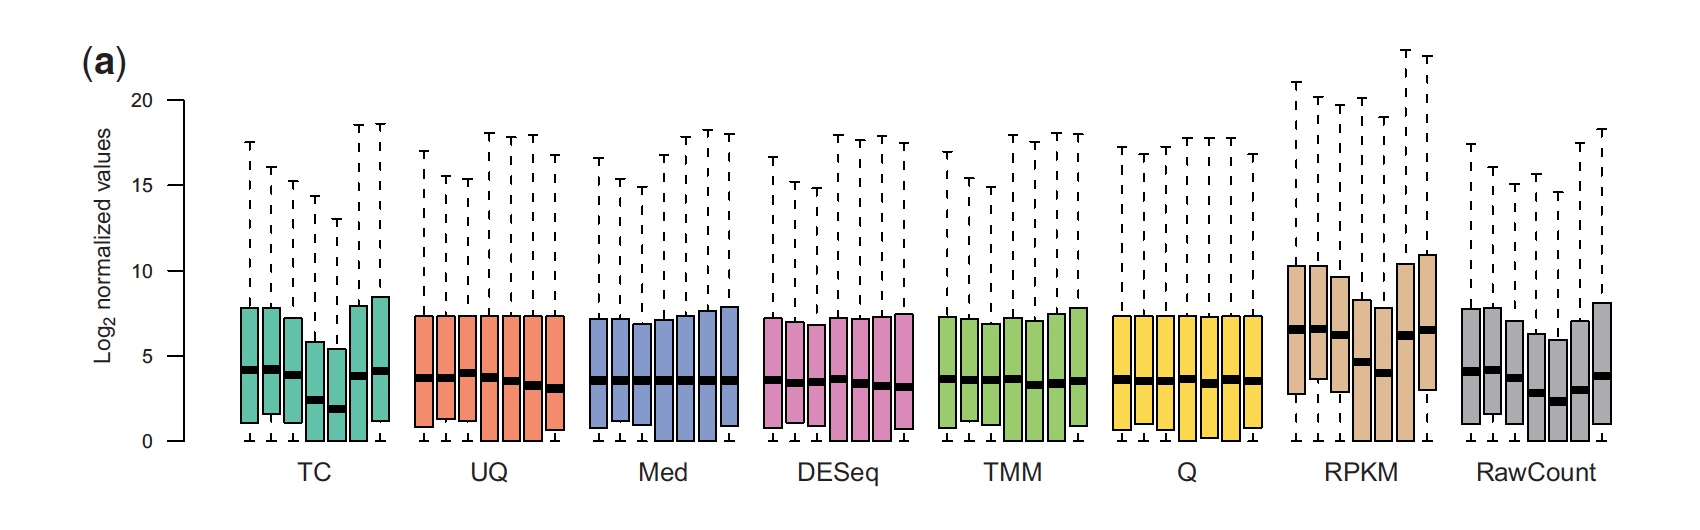 (a)
Log2 normalized values
20
15
10
5
0
TC UQ Med DESeq TMM Q RPKM RawCount